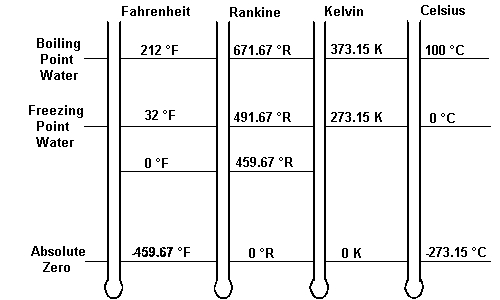 Fahrenheit Rankine Kelvin Celsius
Boiling
Point
Water
212 °F 671.67 °R 373.15 K 100 °C
Freezing
Point
Water
32 °F 491.67 °R 273.15 K 0 °C
0 °F 459.67 °R
Absolute
Zero
-459.67 °F 0 °R 0 K -273.15 °C